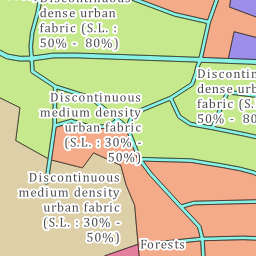 Discontinuous
dense urban
fabric (S.L. :
50% - 80%)
Discontinuous
dense urban
fabric (S.L. :
50% - 80%)
Discontinuous
medium density
urban fabric
(S.L. : 30% -
50%)
Discontinuous
medium density
urban fabric
(S.L. : 30% -
50%)
Forests